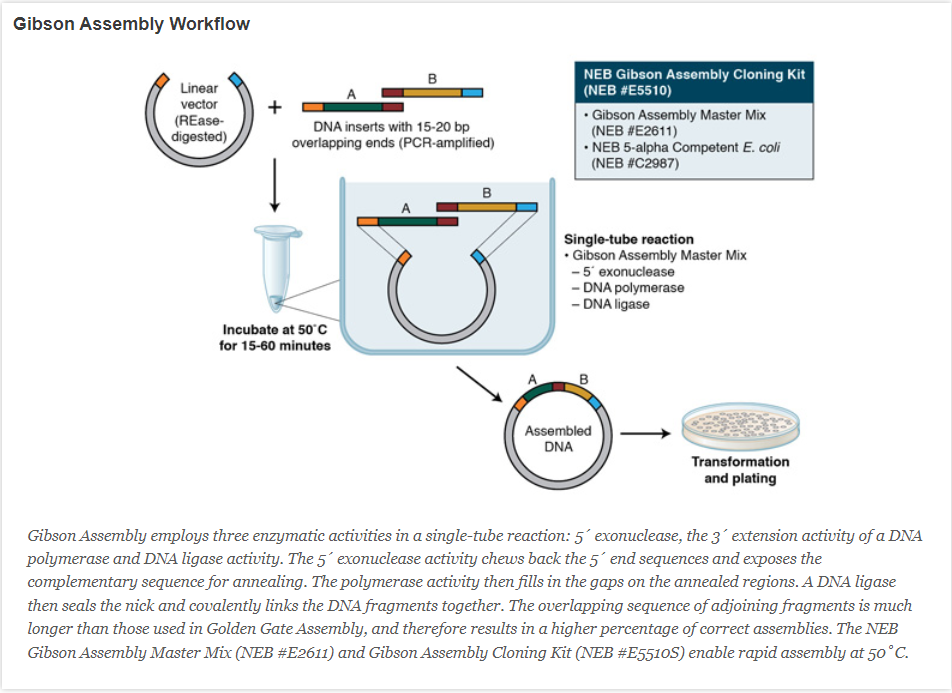 Gibson Assembly Workflow
Linear
vector
(REase-
digested)
+
A
B
DNA inserts with 15-20 bp
overlapping ends (PCR-amplified)
NEB Gibson Assembly Cloning Kit
(NEB #E5510)
• Gibson Assembly Master Mix
(NEB #E2611)
• NEB 5-alpha Competent E. coli
(NEB #C2987)
Incubate at 50˚C
for 15-60 minutes
A
B
Single-tube reaction
• Gibson Assembly Master Mix
– 5´ exonuclease
– DNA polymerase
– DNA ligase
A
B
Assembled
DNA
Transformation
and plating
Gibson Assembly employs three enzymatic activities in a single-tube reaction: 5´ exonuclease, the 3´ extension activity of a DNA
polymerase and DNA ligase activity. The 5´ exonuclease activity chews back the 5´ end sequences and exposes the
complementary sequence for annealing. The polymerase activity then fills in the gaps on the annealed regions. A DNA ligase
then seals the nick and covalently links the DNA fragments together. The overlapping sequence of adjoining fragments is much
longer than those used in Golden Gate Assembly, and therefore results in a higher percentage of correct assemblies. The NEB
Gibson Assembly Master Mix (NEB #E2611) and Gibson Assembly Cloning Kit (NEB #E5510S) enable rapid assembly at 50˚C.